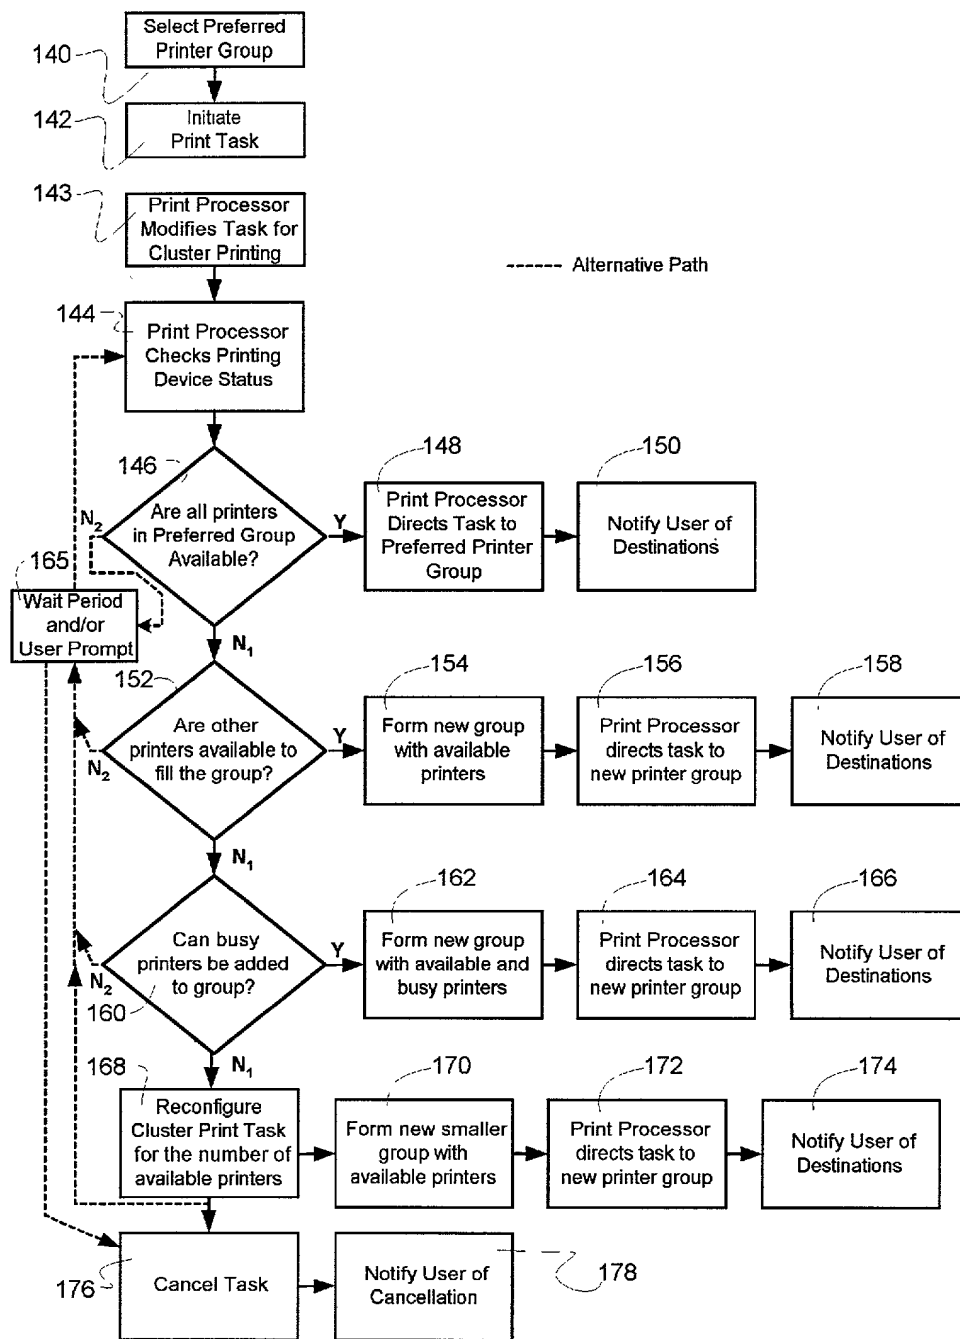 Select Preferred
Printer Group
140
Initiate
Print Task
142
143
Print Processor
Modifies Task for
Cluster Printing
Alternative Path
144
Print Processor
Checks Printing
Device Status
146
Are all printers
in Preferred Group
Available?
N2
Y
N1
148
Print Processor
Directs Task to
Preferred Printer
Group
150
Notify User of
Destinations
165
Wait Period
and/or
User Prompt
152
Are other
printers available to
fill the group?
N2
Y
N1
154
Form new group
with available
printers
156
Print Processor
directs task to
new printer group
158
Notify User of
Destinations
Can busy
printers be added
to group?
160
N2
Y
N1
162
Form new group
with available and
busy printers
164
Print Processor
directs task to
new printer group
166
Notify User of
Destinations
168
Reconfigure
Cluster Print Task
for the number of
available printers
170
Form new smaller
group with
available printers
172
Print Processor
directs task to
new printer group
174
Notify User of
Destinations
176
Cancel Task
Notify User of
Cancellation
178